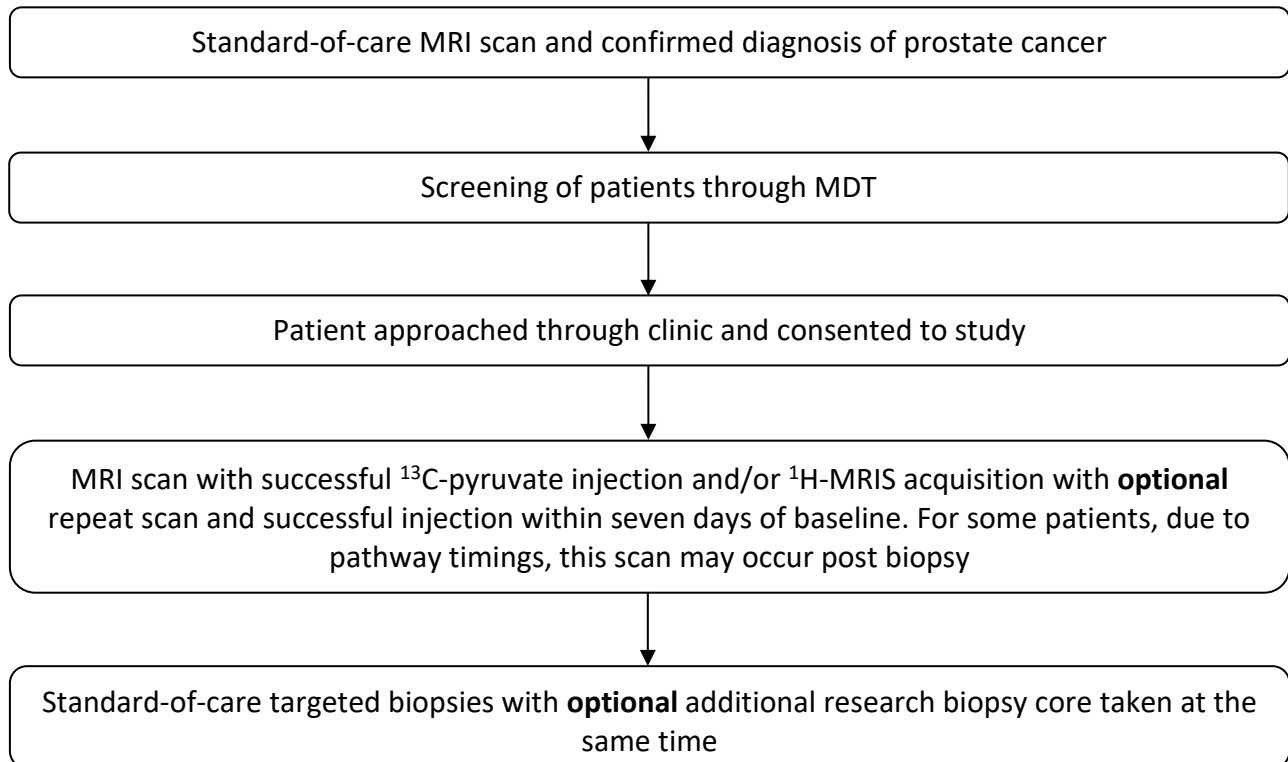 Standard-of-care MRI scan and confirmed diagnosis of prostate cancer
Screening of patients through MDT
Patient approached through clinic and consented to study
MRI scan with successful ¹³C-pyruvate injection and/or ¹H-MRIS acquisition with optional
repeat scan and successful injection within seven days of baseline. For some patients, due to
pathway timings, this scan may occur post biopsy
Standard-of-care targeted biopsies with optional additional research biopsy core taken at the
same time